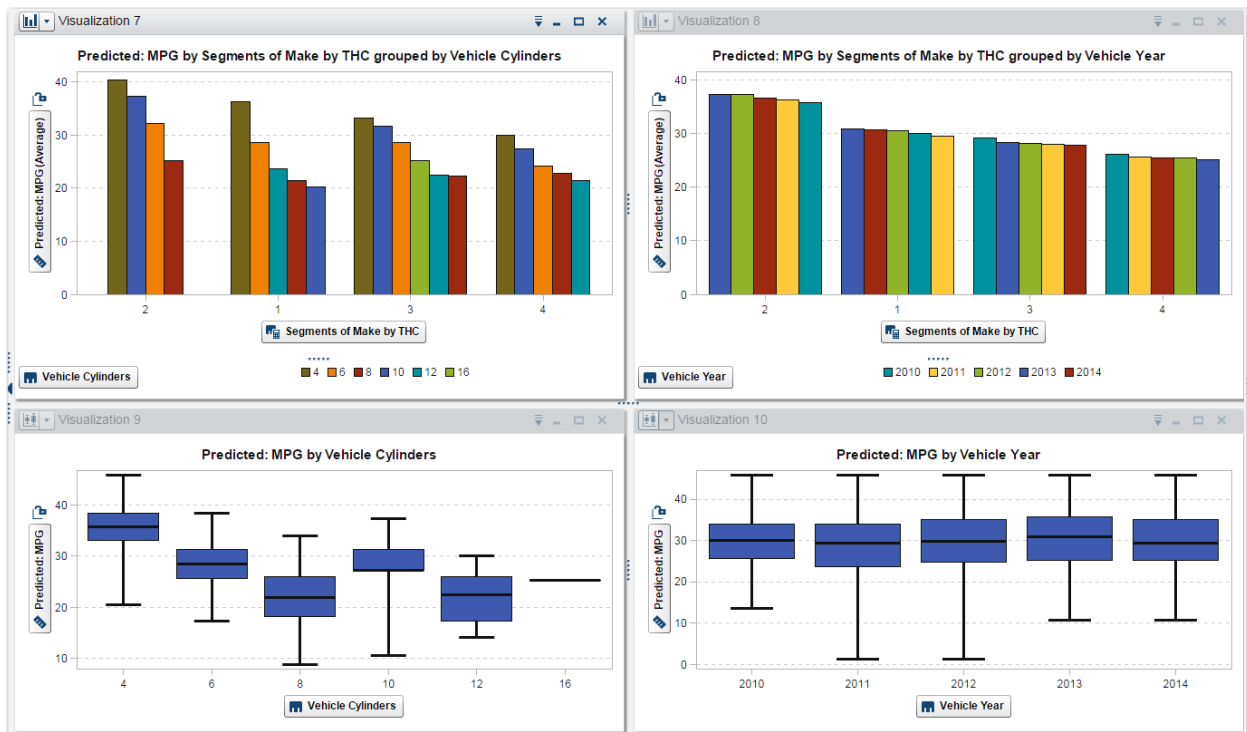 Visualization 7
Predicted: MPG by Segments of Make by THC grouped by Vehicle Cylinders
Predicted: MPG (Average)
40
30
20
10
0
2 1 3 4
Segments of Make by THC
Vehicle Cylinders
4 6 8 10 12 16
Visualization 8
Predicted: MPG by Segments of Make by THC grouped by Vehicle Year
Predicted: MPG (Average)
40
30
20
10
0
2 1 3 4
Segments of Make by THC
Vehicle Year
2010 2011 2012 2013 2014
Visualization 9
Predicted: MPG by Vehicle Cylinders
Predicted: MPG
40
30
20
10
4 6 8 10 12 16
Vehicle Cylinders
Visualization 10
Predicted: MPG by Vehicle Year
Predicted: MPG
40
30
20
10
0
2010 2011 2012 2013 2014
Vehicle Year